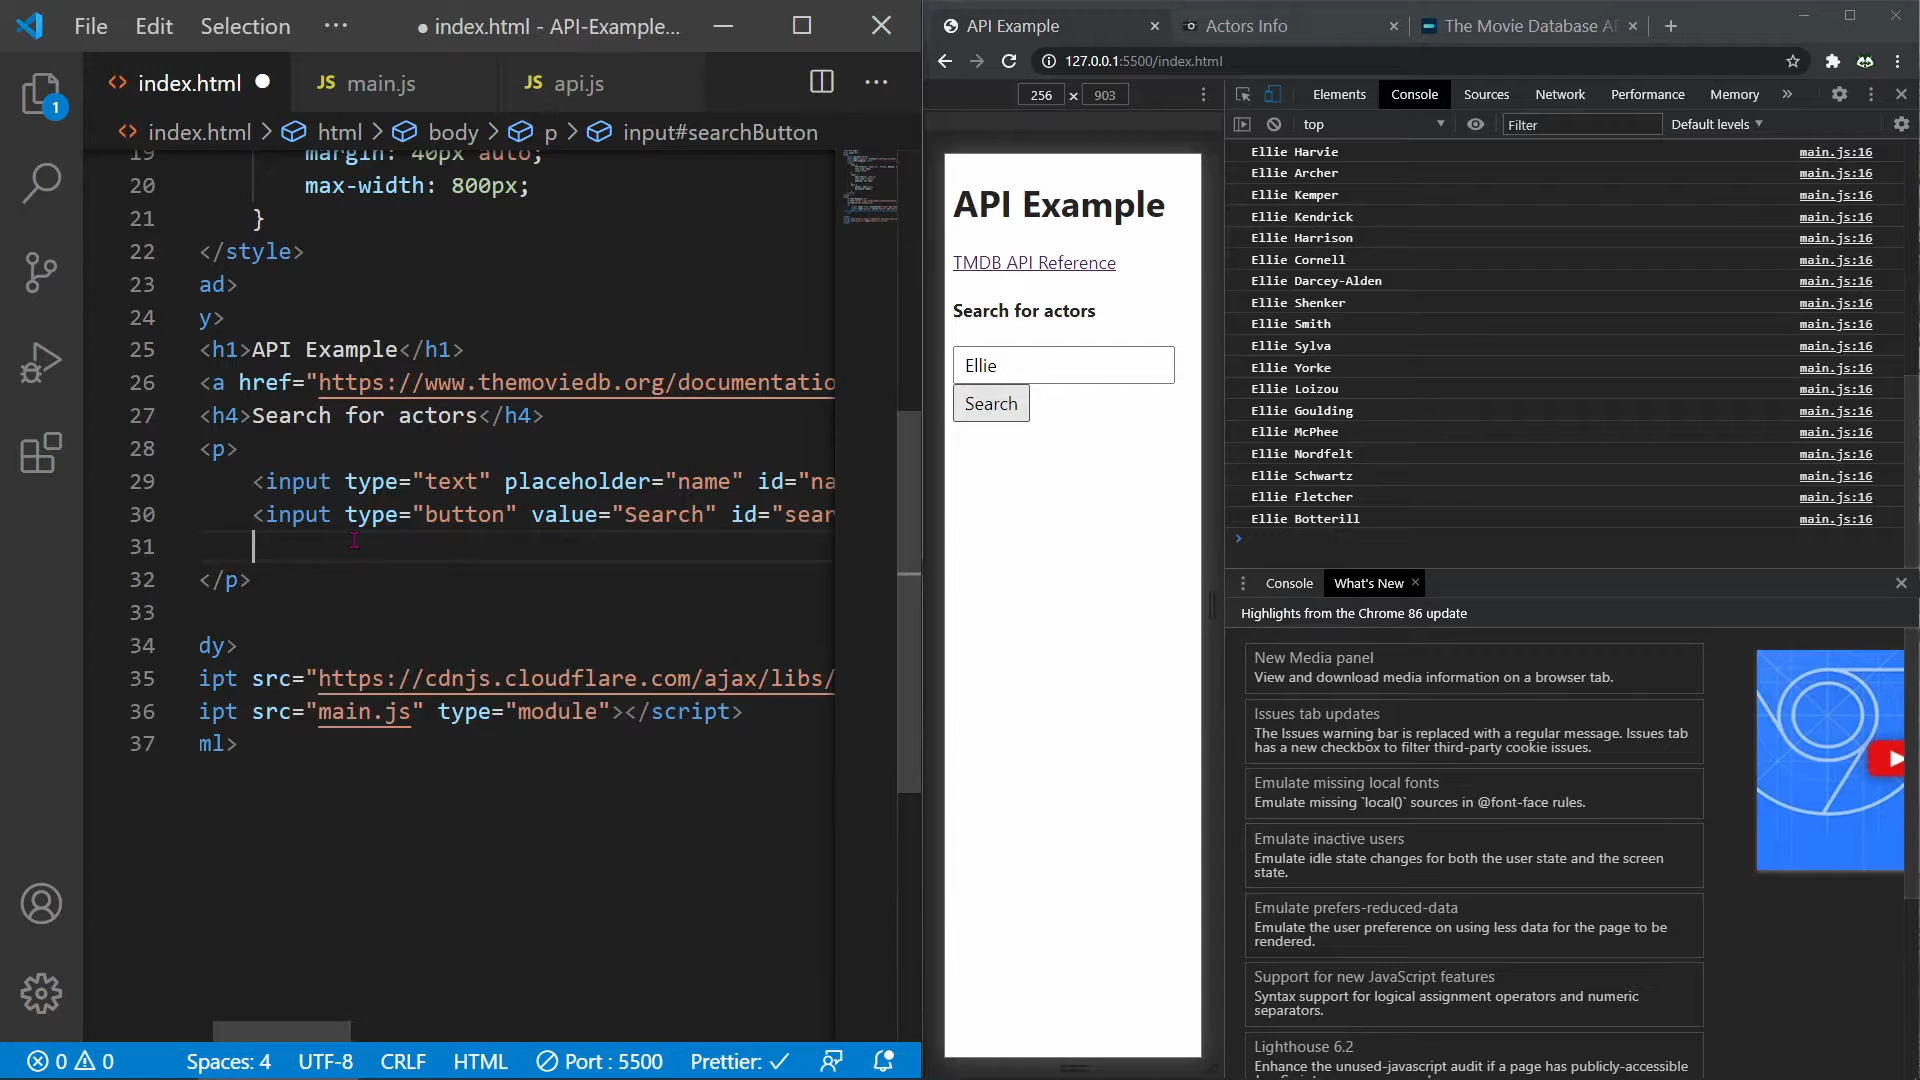 File Edit Selection ··· ● index.html - API-Example...
index.html ● JS main.js JS api.js ···
1
index.html > html > body > p > input#searchButton
19 margin: 40px auto;
20 max-width: 800px;
21 }
22 </style>
23 ad>
24 y>
25 <h1>API Example</h1>
26 <a href="https://www.themoviedb.org/documentatio
27 <h4>Search for actors</h4>
28 <p>
29 <input type="text" placeholder="name" id="na
30 <input type="button" value="Search" id="sear
31
32 </p>
33
34 dy>
35 ipt src="https://cdnjs.cloudflare.com/ajax/libs/
36 ipt src="main.js" type="module"></script>
37 ml>
0 0 Spaces: 4 UTF-8 CRLF HTML Port : 5500 Prettier: ✓
API Example Actors Info The Movie Database AP
127.0.0.1:5500/index.html
256 × 903
API Example
TMDB API Reference
Search for actors
Ellie
Search
Elements Console Sources Network Performance Memory »
top Filter Default levels
Ellie Harvie main.js:16
Ellie Archer main.js:16
Ellie Kemper main.js:16
Ellie Kendrick main.js:16
Ellie Harrison main.js:16
Ellie Cornell main.js:16
Ellie Darcey-Alden main.js:16
Ellie Shenker main.js:16
Ellie Smith main.js:16
Ellie Sylva main.js:16
Ellie Yorke main.js:16
Ellie Loizou main.js:16
Ellie Goulding main.js:16
Ellie McPhee main.js:16
Ellie Nordfelt main.js:16
Ellie Schwartz main.js:16
Ellie Fletcher main.js:16
Ellie Botterill main.js:16
Console What's New
Highlights from the Chrome 86 update
New Media panel
View and download media information on a browser tab.
Issues tab updates
The Issues warning bar is replaced with a regular message. Issues tab
has a new checkbox to filter third-party cookie issues.
Emulate missing local fonts
Emulate missing `local()` sources in @font-face rules.
Emulate inactive users
Emulate idle state changes for both the user state and the screen
state.
Emulate prefers-reduced-data
Emulate the user preference on using less data for the page to be
rendered.
Support for new JavaScript features
Syntax support for logical assignment operators and numeric
separators.
Lighthouse 6.2
Enhance the unused-javascript audit if a page has publicly-accessible